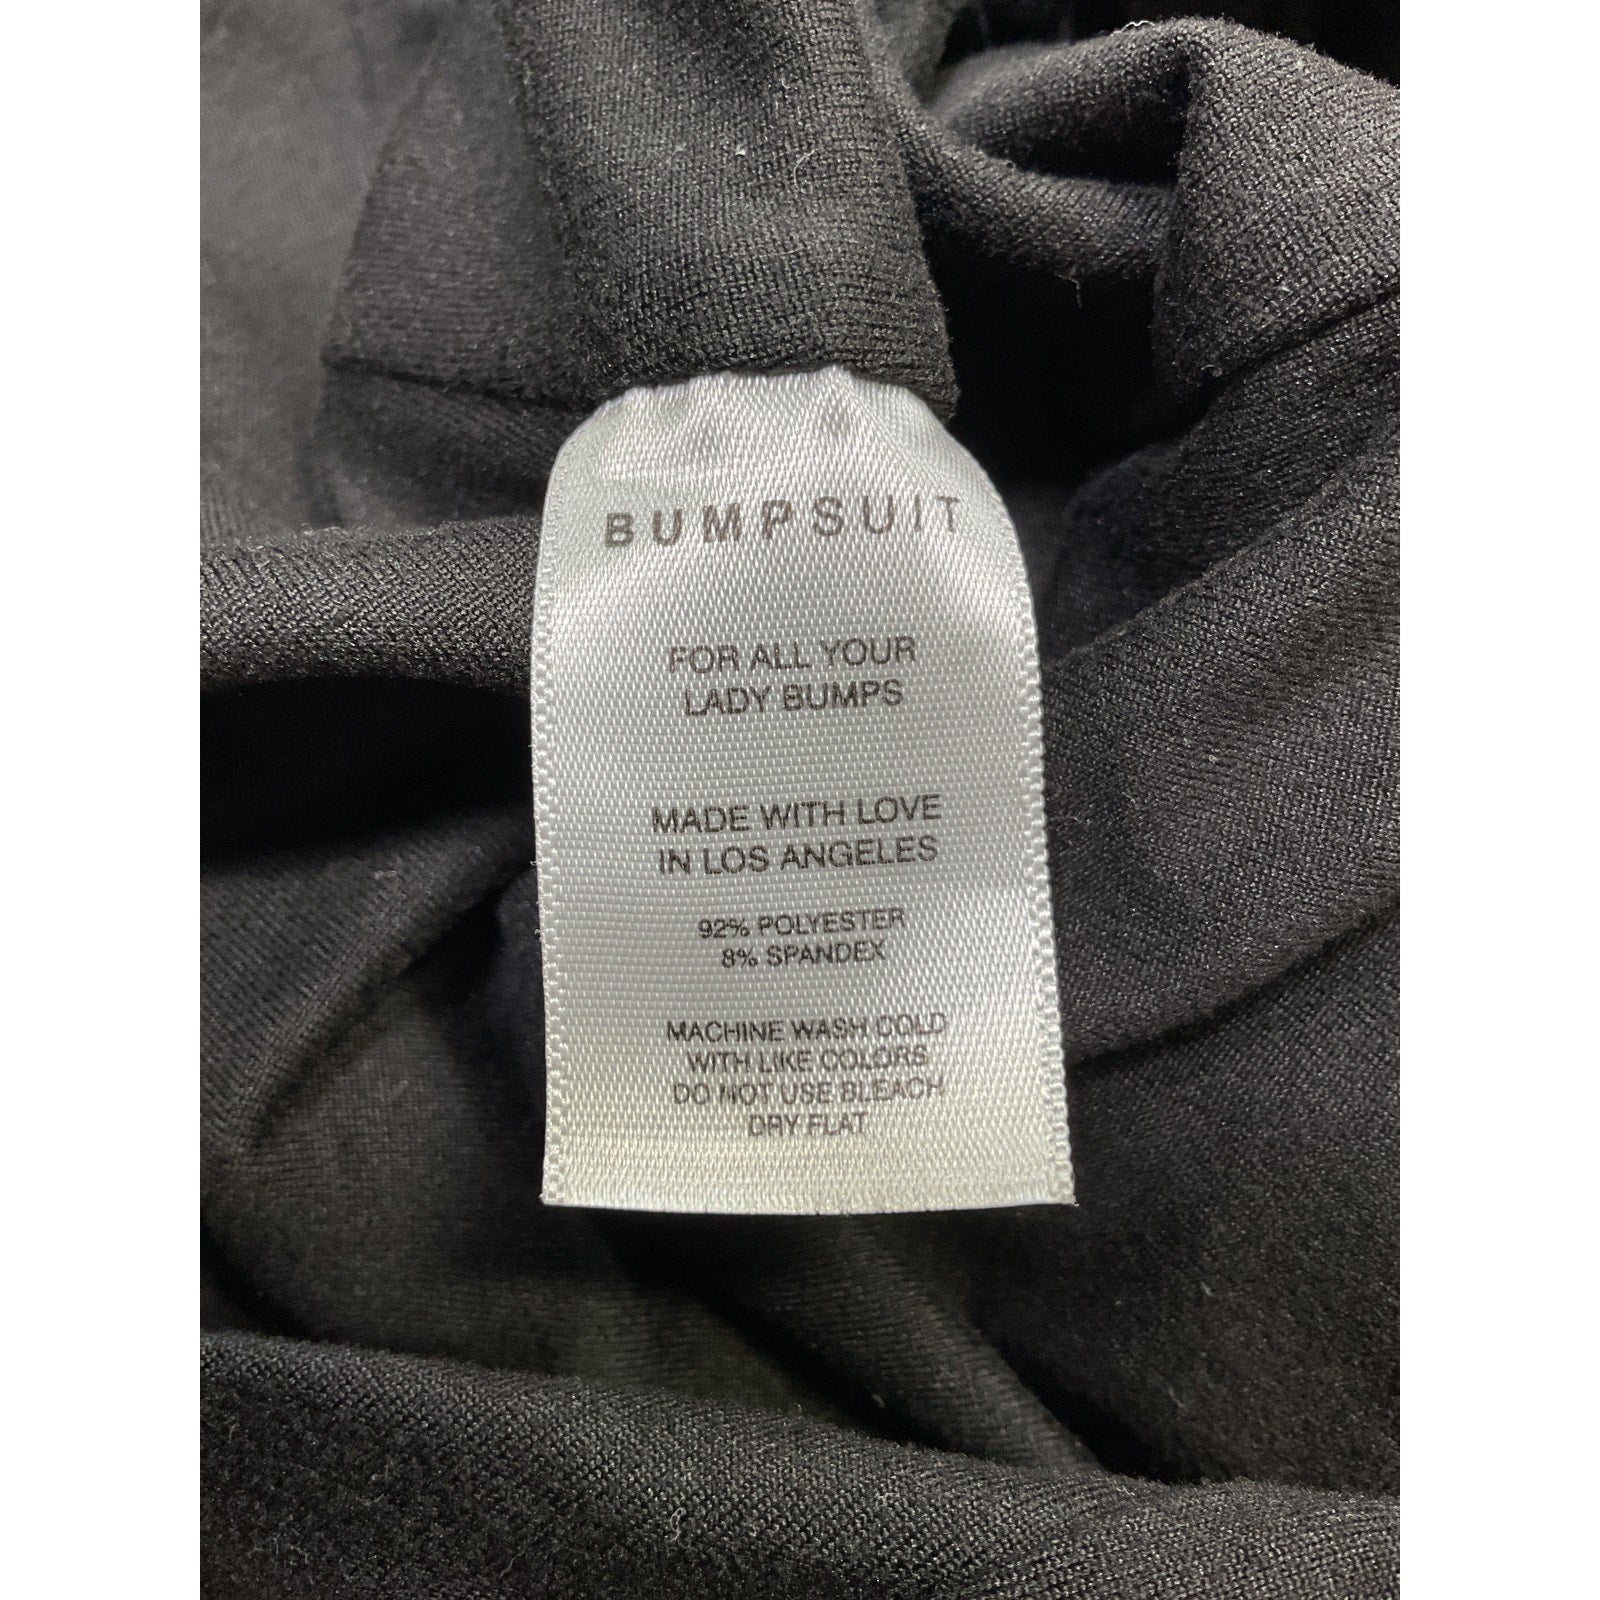 BUMPSUIT
FOR ALL YOUR
LADY BUMPS
MADE WITH LOVE
IN LOS ANGELES
92% POLYESTER
8% SPANDEX
MACHINE WASH COLD
WITH LIKE COLORS
DO NOT USE BLEACH
DRY FLAT